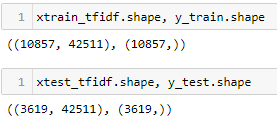 1 xtrain_tfidf.shape, y_train.shape
((10857, 42511), (10857,))
1 xtest_tfidf.shape, y_test.shape
((3619, 42511), (3619,))